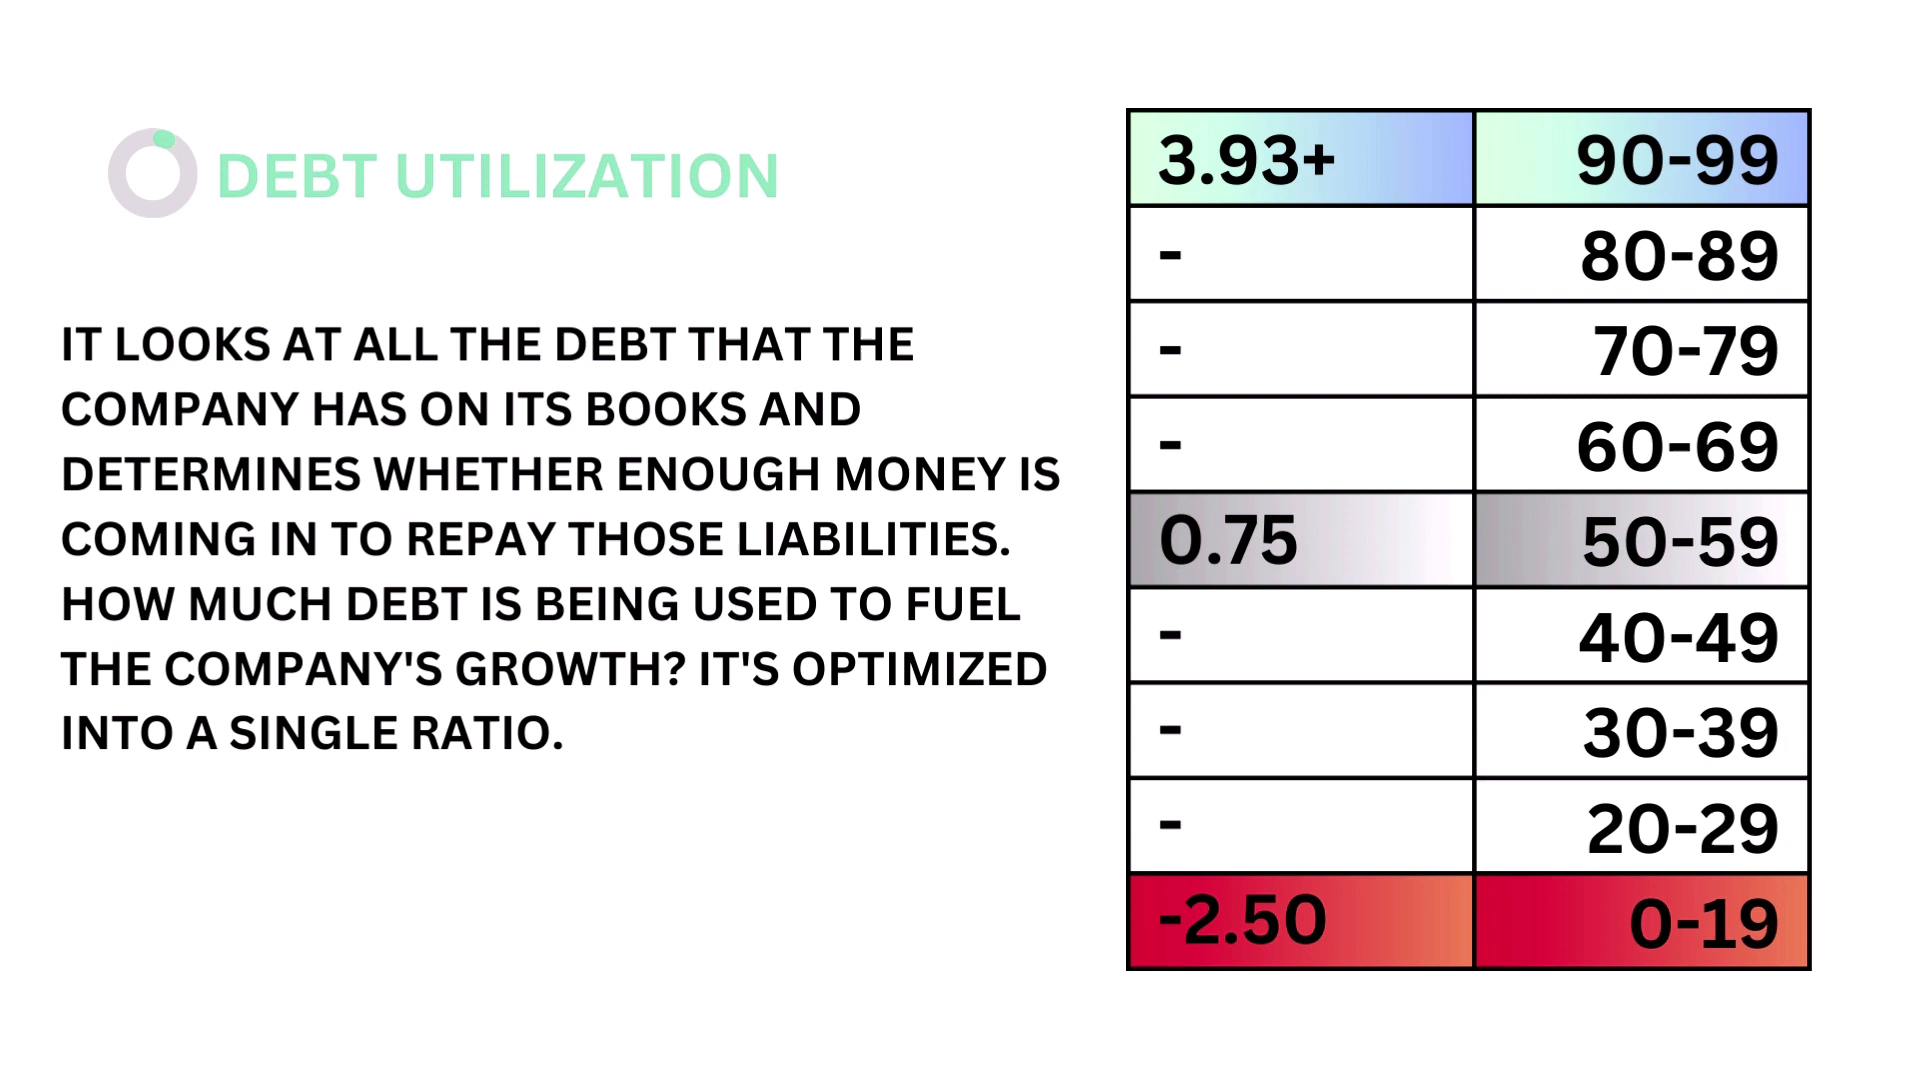 DEBT UTILIZATION
IT LOOKS AT ALL THE DEBT THAT THE
COMPANY HAS ON ITS BOOKS AND
DETERMINES WHETHER ENOUGH MONEY IS
COMING IN TO REPAY THOSE LIABILITIES.
HOW MUCH DEBT IS BEING USED TO FUEL
THE COMPANY'S GROWTH? IT'S OPTIMIZED
INTO A SINGLE RATIO.
3.93+ 90-99
- 80-89
- 70-79
- 60-69
0.75 50-59
- 40-49
- 30-39
- 20-29
-2.50 0-19